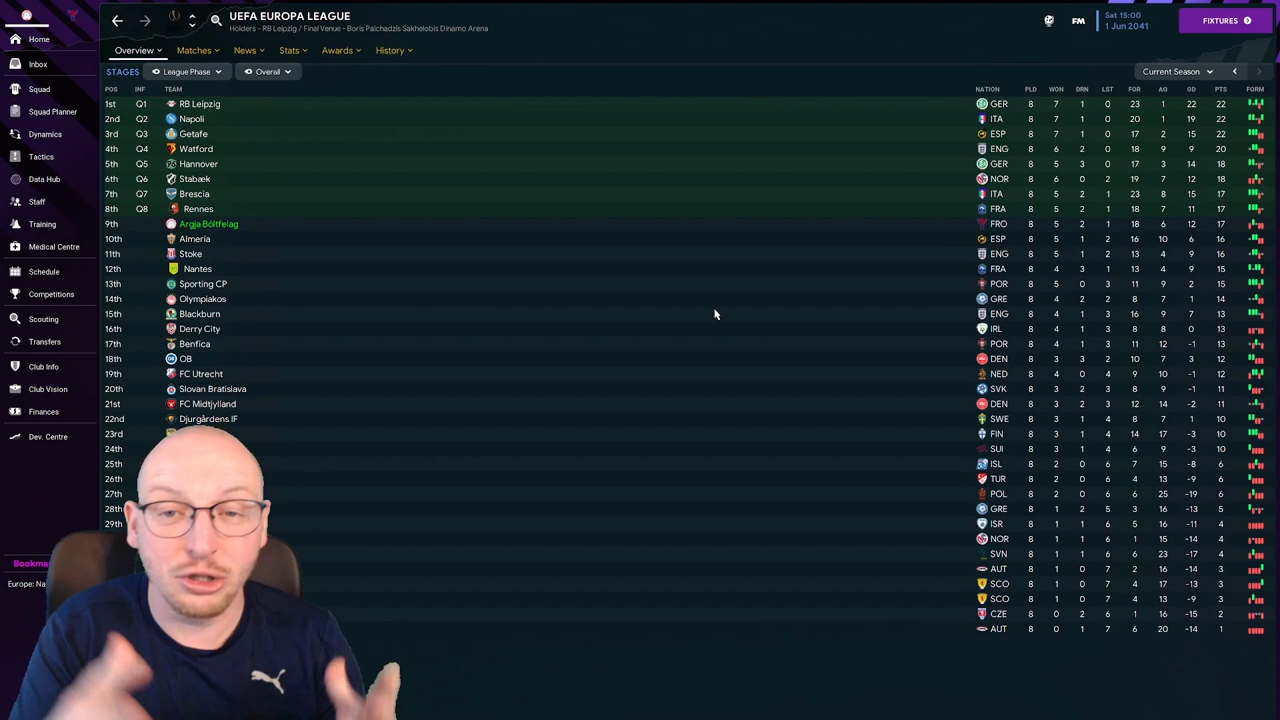 UEFA EUROPA LEAGUE
Holders - RB Leipzig / Final Venue - Boris Paichadzis Sakhelobis Dinamo Arena
FM
Sat 15:00
1 Jun 2041
FIXTURES
Home
Inbox
Squad
Squad Planner
Dynamics
Tactics
Data Hub
Staff
Training
Medical Centre
Schedule
Competitions
Scouting
Transfers
Club Info
Club Vision
Finances
Dev. Centre
Overview Matches News Stats Awards History
STAGES League Phase Overall Current Season
POS INF TEAM NATION PLD WON DRN LST FOR AG GD PTS FORM
1st Q1 RB Leipzig GER 8 7 1 0 23 1 22 22
2nd Q2 Napoli ITA 8 7 1 0 20 1 19 22
3rd Q3 Getafe ESP 8 7 1 0 17 2 15 22
4th Q4 Watford ENG 8 6 2 0 18 9 9 20
5th Q5 Hannover GER 8 5 3 0 17 3 14 18
6th Q6 Stabæk NOR 8 6 0 2 19 7 12 18
7th Q7 Brescia ITA 8 5 2 1 23 8 15 17
8th Q8 Rennes FRA 8 5 2 1 18 7 11 17
9th Argja Bóltfelag FRO 8 5 2 1 18 6 12 17
10th Almería ESP 8 5 1 2 16 10 6 16
11th Stoke ENG 8 5 1 2 13 4 9 16
12th Nantes FRA 8 4 3 1 13 4 9 15
13th Sporting CP POR 8 5 0 3 11 9 2 15
14th Olympiakos GRE 8 4 2 2 8 7 1 14
15th Blackburn ENG 8 4 1 3 16 9 7 13
16th Derry City IRL 8 4 1 3 8 8 0 13
17th Benfica POR 8 4 1 3 11 12 -1 13
18th OB DEN 8 3 3 2 10 7 3 12
19th FC Utrecht NED 8 4 0 4 9 10 -1 12
20th Slovan Bratislava SVK 8 3 2 3 8 9 -1 11
21st FC Midtjylland DEN 8 3 2 3 12 14 -2 11
22nd Djurgårdens IF SWE 8 3 1 4 8 7 1 10
23rd FIN 8 3 1 4 14 17 -3 10
24th SUI 8 3 1 4 6 9 -3 10
25th ISL 8 2 0 6 7 15 -8 6
26th TUR 8 2 0 6 4 13 -9 6
27th POL 8 2 0 6 6 25 -19 6
28th GRE 8 1 2 5 3 16 -13 5
29th ISR 8 1 1 6 5 16 -11 4
NOR 8 1 1 6 1 15 -14 4
SVN 8 1 1 6 6 23 -17 4
AUT 8 1 0 7 2 16 -14 3
SCO 8 1 0 7 4 17 -13 3
SCO 8 1 0 7 4 13 -9 3
CZE 8 0 2 6 1 16 -15 2
AUT 8 0 1 7 6 20 -14 1